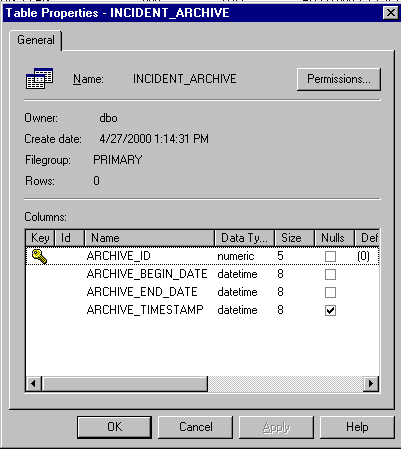 Table Properties - INCIDENT_ARCHIVE
General
Name: INCIDENT_ARCHIVE Permissions...
Owner: dbo
Create date: 4/27/2000 1:14:31 PM
Filegroup: PRIMARY
Rows: 0
Columns:
Key Id Name Data Ty... Size Nulls Def
ARCHIVE_ID numeric 5 (0)
ARCHIVE_BEGIN_DATE datetime 8
ARCHIVE_END_DATE datetime 8
ARCHIVE_TIMESTAMP datetime 8
OK Cancel Apply Help